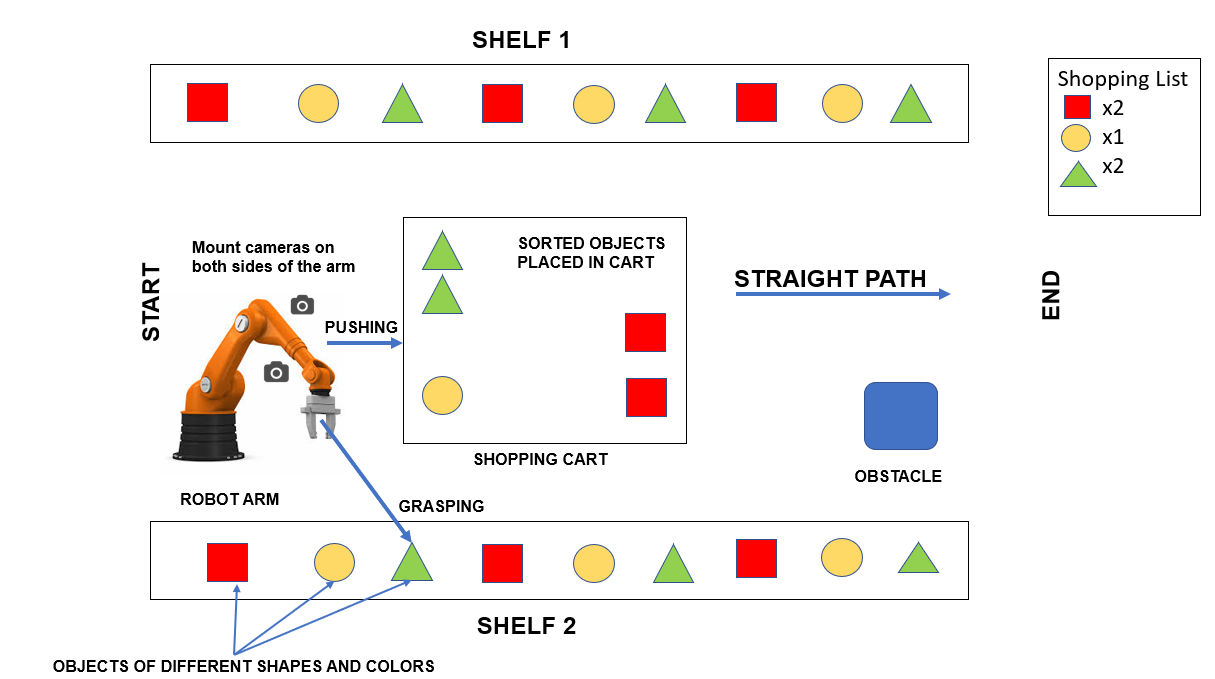 SHELF 1
Shopping List
x2
x1
x2
Mount cameras on
both sides of the arm
SORTED OBJECTS
PLACED IN CART
STRAIGHT PATH
START
END
PUSHING
SHOPPING CART
OBSTACLE
ROBOT ARM
GRASPING
SHELF 2
OBJECTS OF DIFFERENT SHAPES AND COLORS